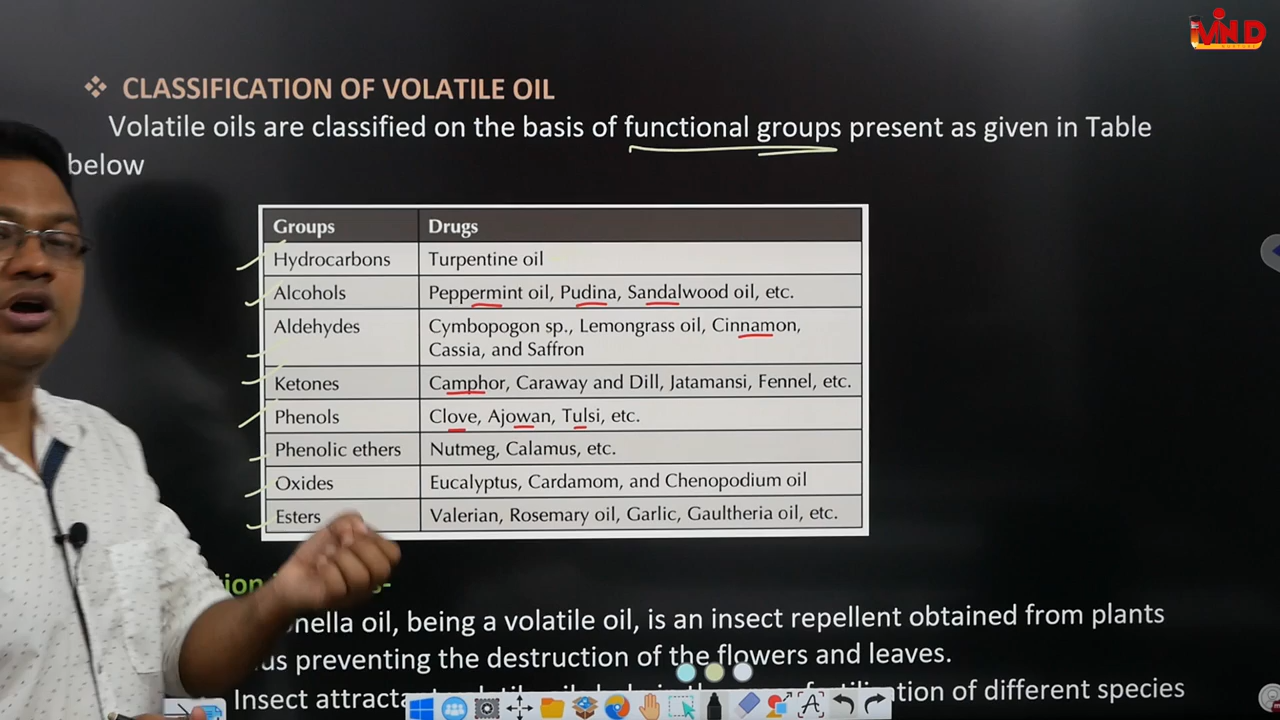 MIND
❖ CLASSIFICATION OF VOLATILE OIL
Volatile oils are classified on the basis of functional groups present as given in Table
below
Groups Drugs
Hydrocarbons Turpentine oil
Alcohols Peppermint oil, Pudina, Sandalwood oil, etc.
Aldehydes Cymbopogon sp., Lemongrass oil, Cinnamon,
Cassia, and Saffron
Ketones Camphor, Caraway and Dill, Jatamansi, Fennel, etc.
Phenols Clove, Ajowan, Tulsi, etc.
Phenolic ethers Nutmeg, Calamus, etc.
Oxides Eucalyptus, Cardamom, and Chenopodium oil
Esters Valerian, Rosemary oil, Garlic, Gaultheria oil, etc.
oil, being a volatile oil, is an insect repellent obtained from plants
preventing the destruction of the flowers and leaves.
Insect of different species